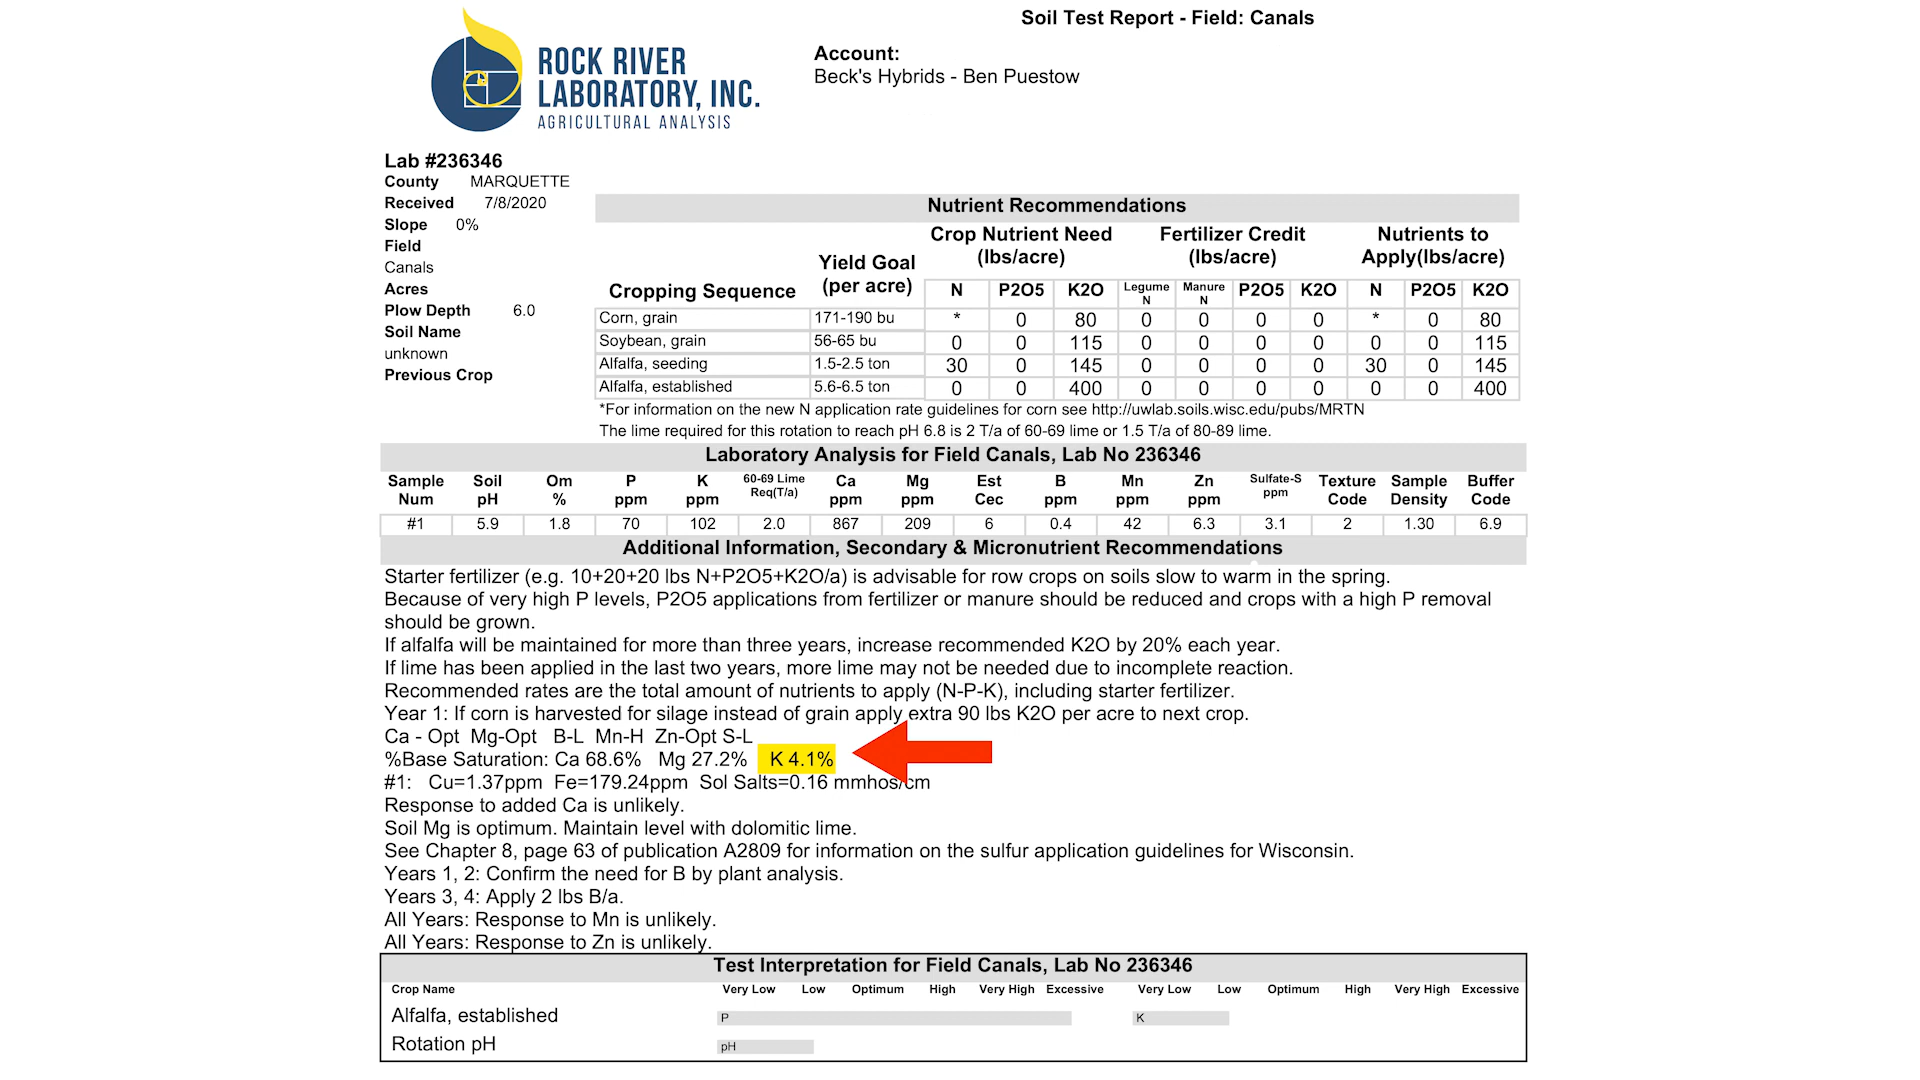 Soil Test Report - Field: Canals
ROCK RIVER
LABORATORY, INC.
AGRICULTURAL ANALYSIS
Account:
Beck's Hybrids - Ben Puestow
Lab #236346
County MARQUETTE
Received 7/8/2020
Slope 0%
Field
Canals
Acres
Plow Depth 6.0
Soil Name
unknown
Previous Crop
Nutrient Recommendations
Crop Nutrient Need (lbs/acre) Fertilizer Credit (lbs/acre) Nutrients to Apply(lbs/acre)
Cropping Sequence Yield Goal (per acre) N P2O5 K2O Legume N Manure N P2O5 K2O N P2O5 K2O
Corn, grain 171-190 bu * 0 80 0 0 0 0 * 0 80
Soybean, grain 56-65 bu 0 0 115 0 0 0 0 0 0 115
Alfalfa, seeding 1.5-2.5 ton 30 0 145 0 0 0 0 30 0 145
Alfalfa, established 5.6-6.5 ton 0 0 400 0 0 0 0 0 0 400
*For information on the new N application rate guidelines for corn see http://uwlab.soils.wisc.edu/pubs/MRTN
The lime required for this rotation to reach pH 6.8 is 2 T/a of 60-69 lime or 1.5 T/a of 80-89 lime.
Laboratory Analysis for Field Canals, Lab No 236346
Sample Num Soil pH Om % P ppm K ppm 60-69 Lime Req(T/a) Ca ppm Mg ppm Est Cec B ppm Mn ppm Zn ppm Sulfate-S ppm Texture Code Sample Density Buffer Code
#1 5.9 1.8 70 102 2.0 867 209 6 0.4 42 6.3 3.1 2 1.30 6.9
Additional Information, Secondary & Micronutrient Recommendations
Starter fertilizer (e.g. 10+20+20 lbs N+P2O5+K2O/a) is advisable for row crops on soils slow to warm in the spring.
Because of very high P levels, P2O5 applications from fertilizer or manure should be reduced and crops with a high P removal
should be grown.
If alfalfa will be maintained for more than three years, increase recommended K2O by 20% each year.
If lime has been applied in the last two years, more lime may not be needed due to incomplete reaction.
Recommended rates are the total amount of nutrients to apply (N-P-K), including starter fertilizer.
Year 1: If corn is harvested for silage instead of grain apply extra 90 lbs K2O per acre to next crop.
Ca - Opt Mg-Opt B-L Mn-H Zn-Opt S-L
%Base Saturation: Ca 68.6% Mg 27.2% K 4.1%
#1: Cu=1.37ppm Fe=179.24ppm Sol Salts=0.16 mmhos/cm
Response to added Ca is unlikely.
Soil Mg is optimum. Maintain level with dolomitic lime.
See Chapter 8, page 63 of publication A2809 for information on the sulfur application guidelines for Wisconsin.
Years 1, 2: Confirm the need for B by plant analysis.
Years 3, 4: Apply 2 lbs B/a.
All Years: Response to Mn is unlikely.
All Years: Response to Zn is unlikely.
Test Interpretation for Field Canals, Lab No 236346
Crop Name Very Low Low Optimum High Very High Excessive Very Low Low Optimum High Very High Excessive
Alfalfa, established P K
Rotation pH pH